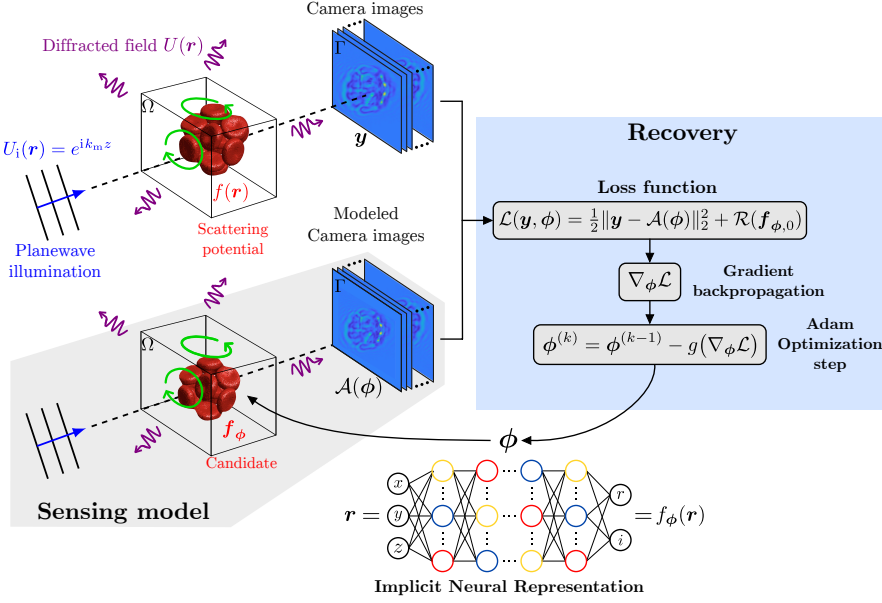 Camera images
Diffracted field U(r)
Γ
Ω
y
U_i(r) = e^{ik_m z}
f(r)
Scattering
potential
Planewave
illumination
Recovery
Loss function
L(y, ϕ) = ½‖y − A(ϕ)‖₂² + R(f_{ϕ,0})
∇_ϕ L
Gradient
backpropagation
ϕ^{(k)} = ϕ^{(k−1)} − g(∇_ϕ L)
Adam
Optimization
step
Modeled
Camera images
Γ
Ω
A(ϕ)
f_ϕ
Candidate
Sensing model
ϕ
r =
x
y
z
r
i
= f_ϕ(r)
Implicit Neural Representation